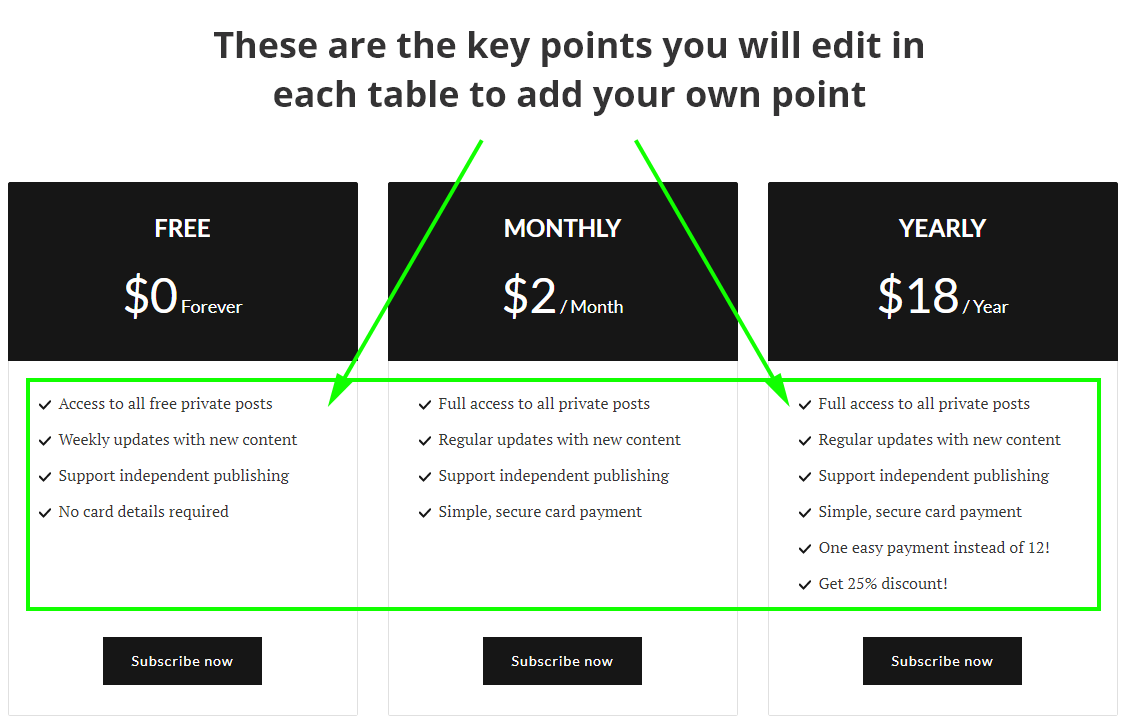 These are the key points you will edit in
each table to add your own point
FREE
$0 Forever
Access to all free private posts
Weekly updates with new content
Support independent publishing
No card details required
Subscribe now
MONTHLY
$2 / Month
Full access to all private posts
Regular updates with new content
Support independent publishing
Simple, secure card payment
Subscribe now
YEARLY
$18 / Year
Full access to all private posts
Regular updates with new content
Support independent publishing
Simple, secure card payment
One easy payment instead of 12!
Get 25% discount!
Subscribe now